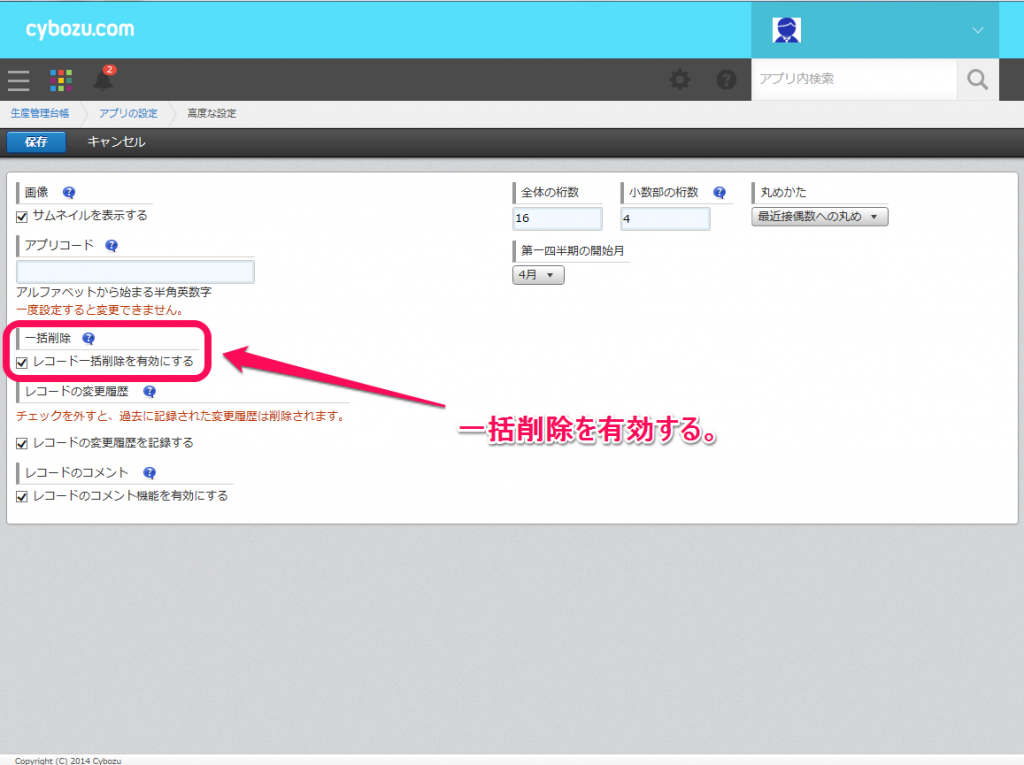 cybozu.com
2
アプリ内検索
生産管理台帳
アプリの設定
高度な設定
保存
キャンセル
画像
サムネイルを表示する
アプリコード
アルファベットから始まる半角英数字
一度設定すると変更できません。
一括削除
レコード一括削除を有効にする
レコードの変更履歴
チェックを外すと、過去に記録された変更履歴は削除されます。
レコードの変更履歴を記録する
レコードのコメント
レコードのコメント機能を有効にする
全体の桁数
16
小数部の桁数
4
丸めかた
最近接偶数への丸め
第一四半期の開始月
4月
一括削除を有効する。
Copyright (C) 2014 Cybozu